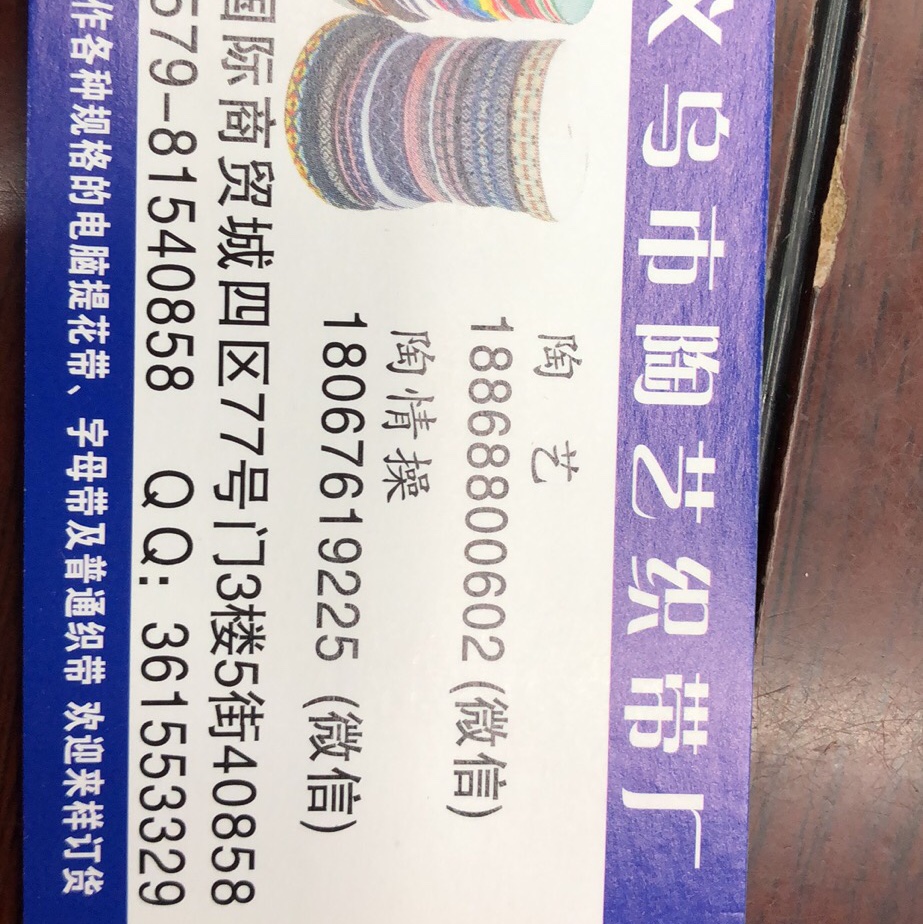 义乌市陶艺织带厂
陶 艺
18868800602（微信）
陶情操
18067619225（微信）
国际商贸城四区77号门3楼5街40858
579-81540858 QQ: 361553329
作各种规格的电脑提花带、字母带及普通织带 欢迎来样订货